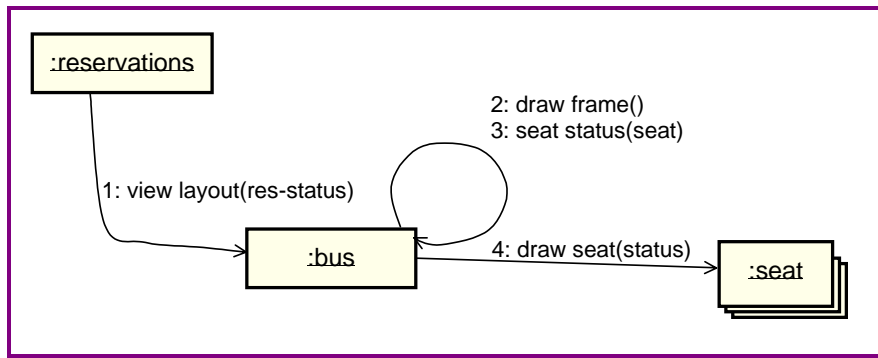 :reservations
2: draw frame()
3: seat status(seat)
1: view layout(res-status)
:bus
4: draw seat(status)
:seat